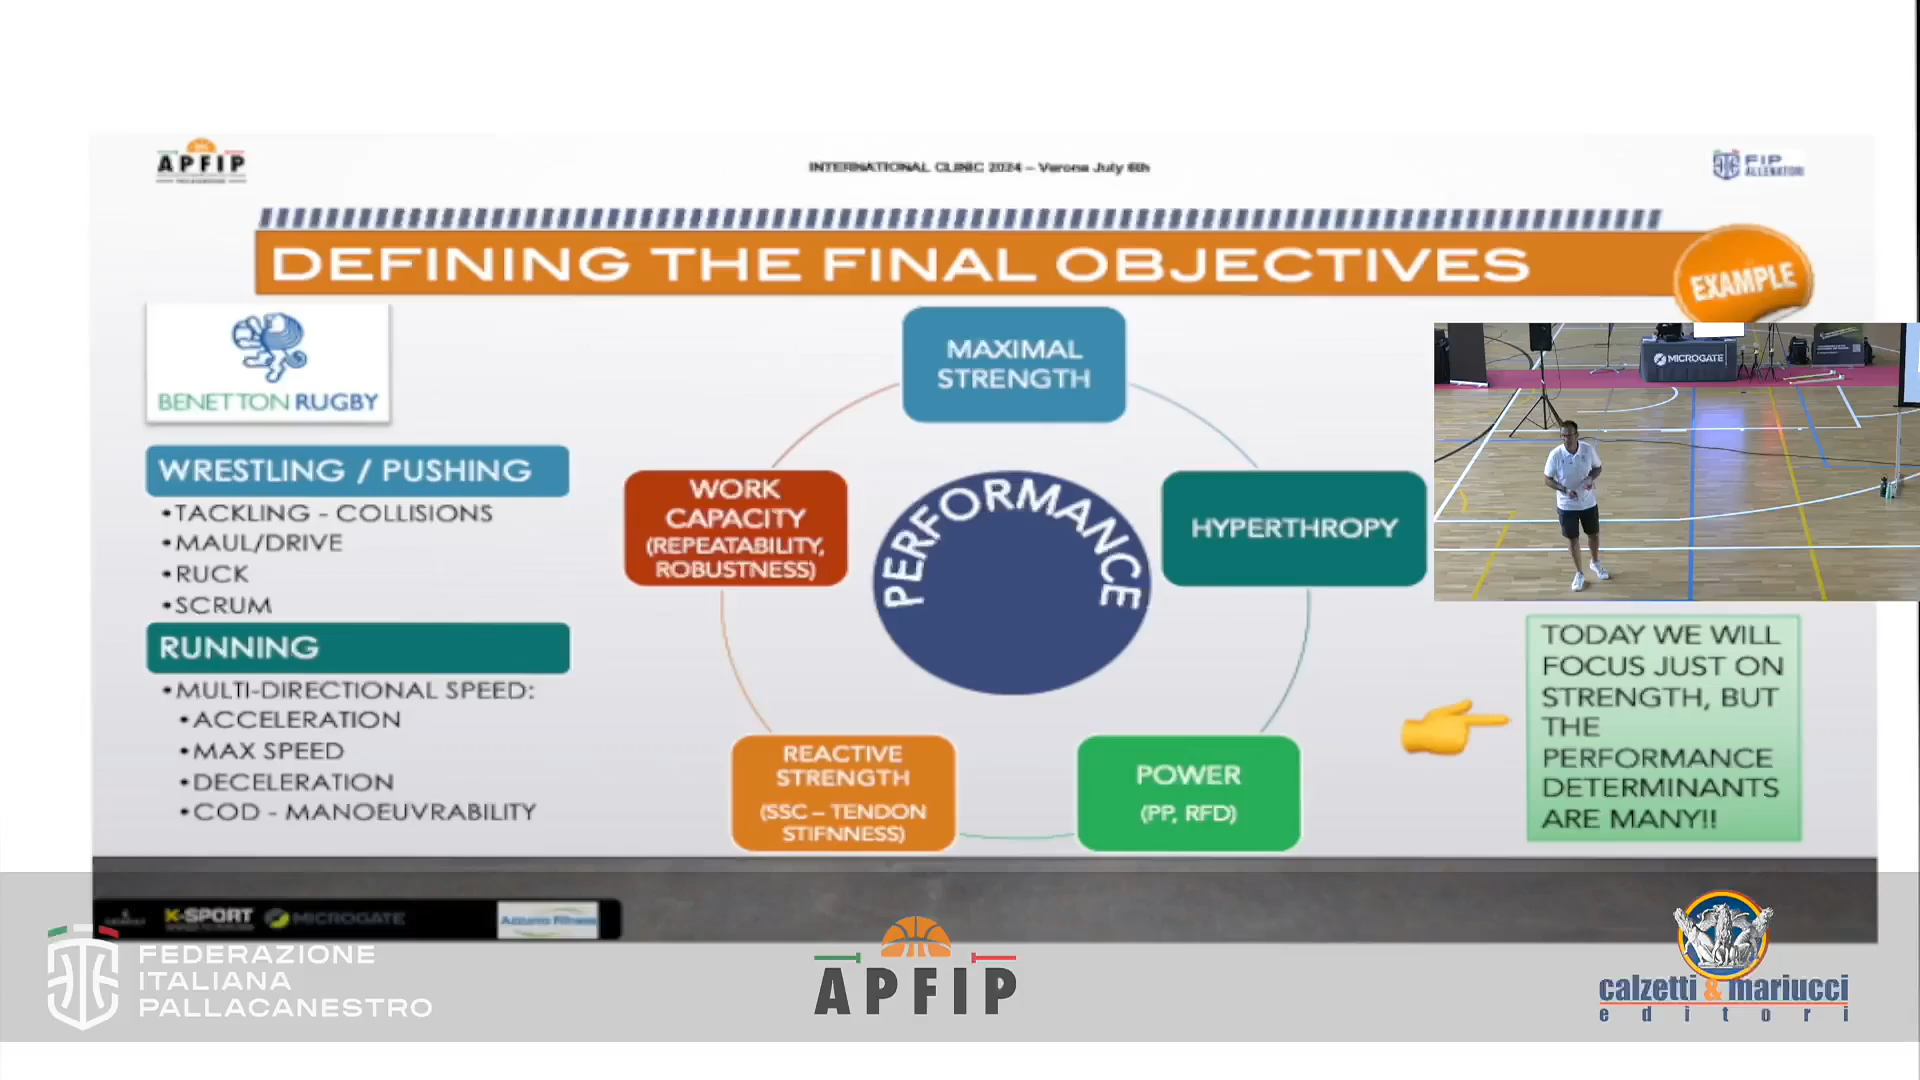 APFIP
INTERNATIONAL CLINIC 2024 – Verona July 6th
FIP
ALLENATORI
DEFINING THE FINAL OBJECTIVES
EXAMPLE
BENETTON RUGBY
WRESTLING / PUSHING
•TACKLING - COLLISIONS
•MAUL/DRIVE
•RUCK
•SCRUM
RUNNING
•MULTI-DIRECTIONAL SPEED:
•ACCELERATION
•MAX SPEED
•DECELERATION
•COD - MANOEUVRABILITY
MAXIMAL
STRENGTH
WORK
CAPACITY
(REPEATABILITY,
ROBUSTNESS)
PERFORMANCE
HYPERTHROPY
REACTIVE
STRENGTH
(SSC – TENDON
STIFNNESS)
POWER
(PP, RFD)
MICROGATE
TODAY WE WILL
FOCUS JUST ON
STRENGTH, BUT
THE
PERFORMANCE
DETERMINANTS
ARE MANY!!
K-SPORT
MICROGATE
FEDERAZIONE
ITALIANA
PALLACANESTRO
APFIP
calzetti & mariucci
editori